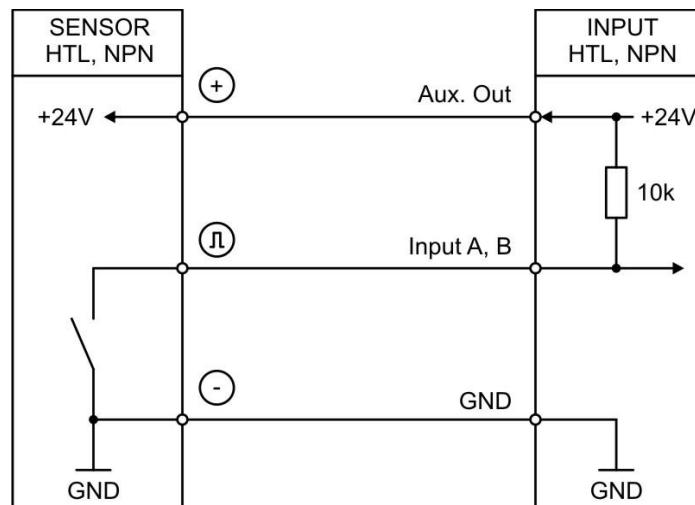 SENSOR
HTL, NPN
INPUT
HTL, NPN
+
Aux. Out
+24V
+24V
10k
Input A, B
-
GND
GND
GND